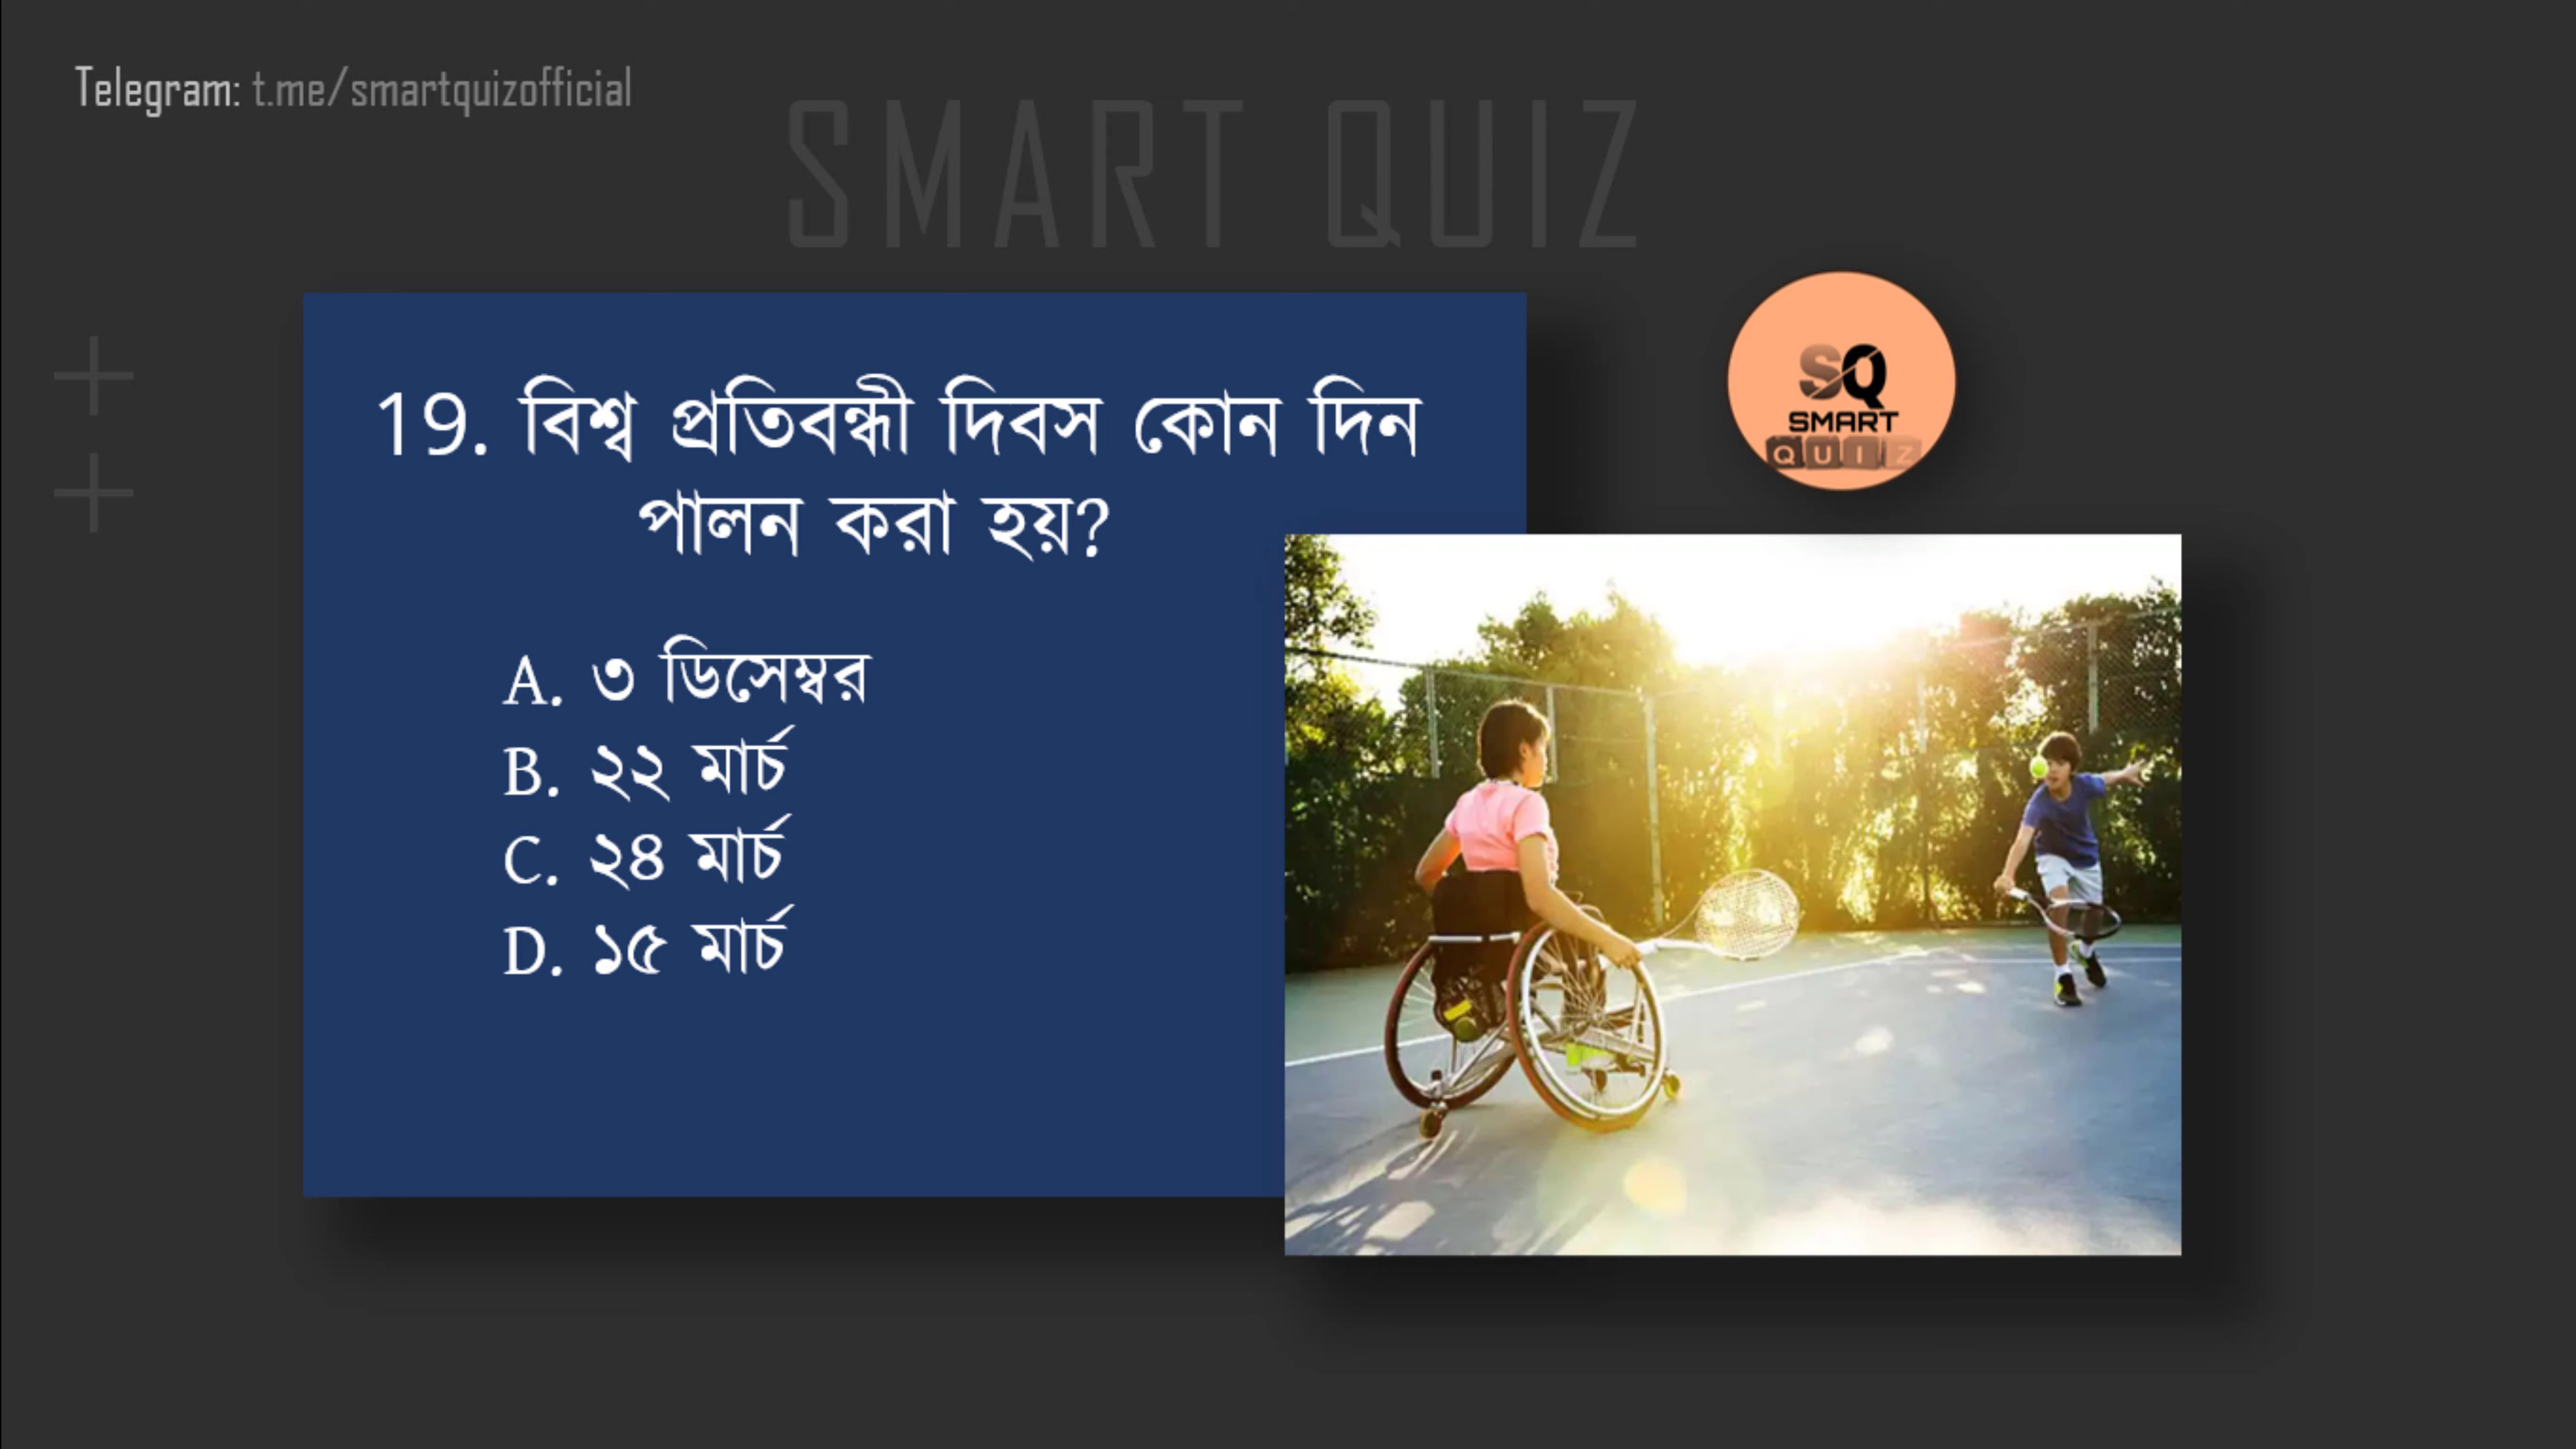 Telegram: t.me/smartquizofficial
SMART QUIZ
SQ
SMART
QUIZ
19. বিশ্ব প্রতিবন্ধী দিবস কোন দিন
পালন করা হয়?
A. ৩ ডিসেম্বর
B. ২২ মার্চ
C. ২৪ মার্চ
D. ১৫ মার্চ